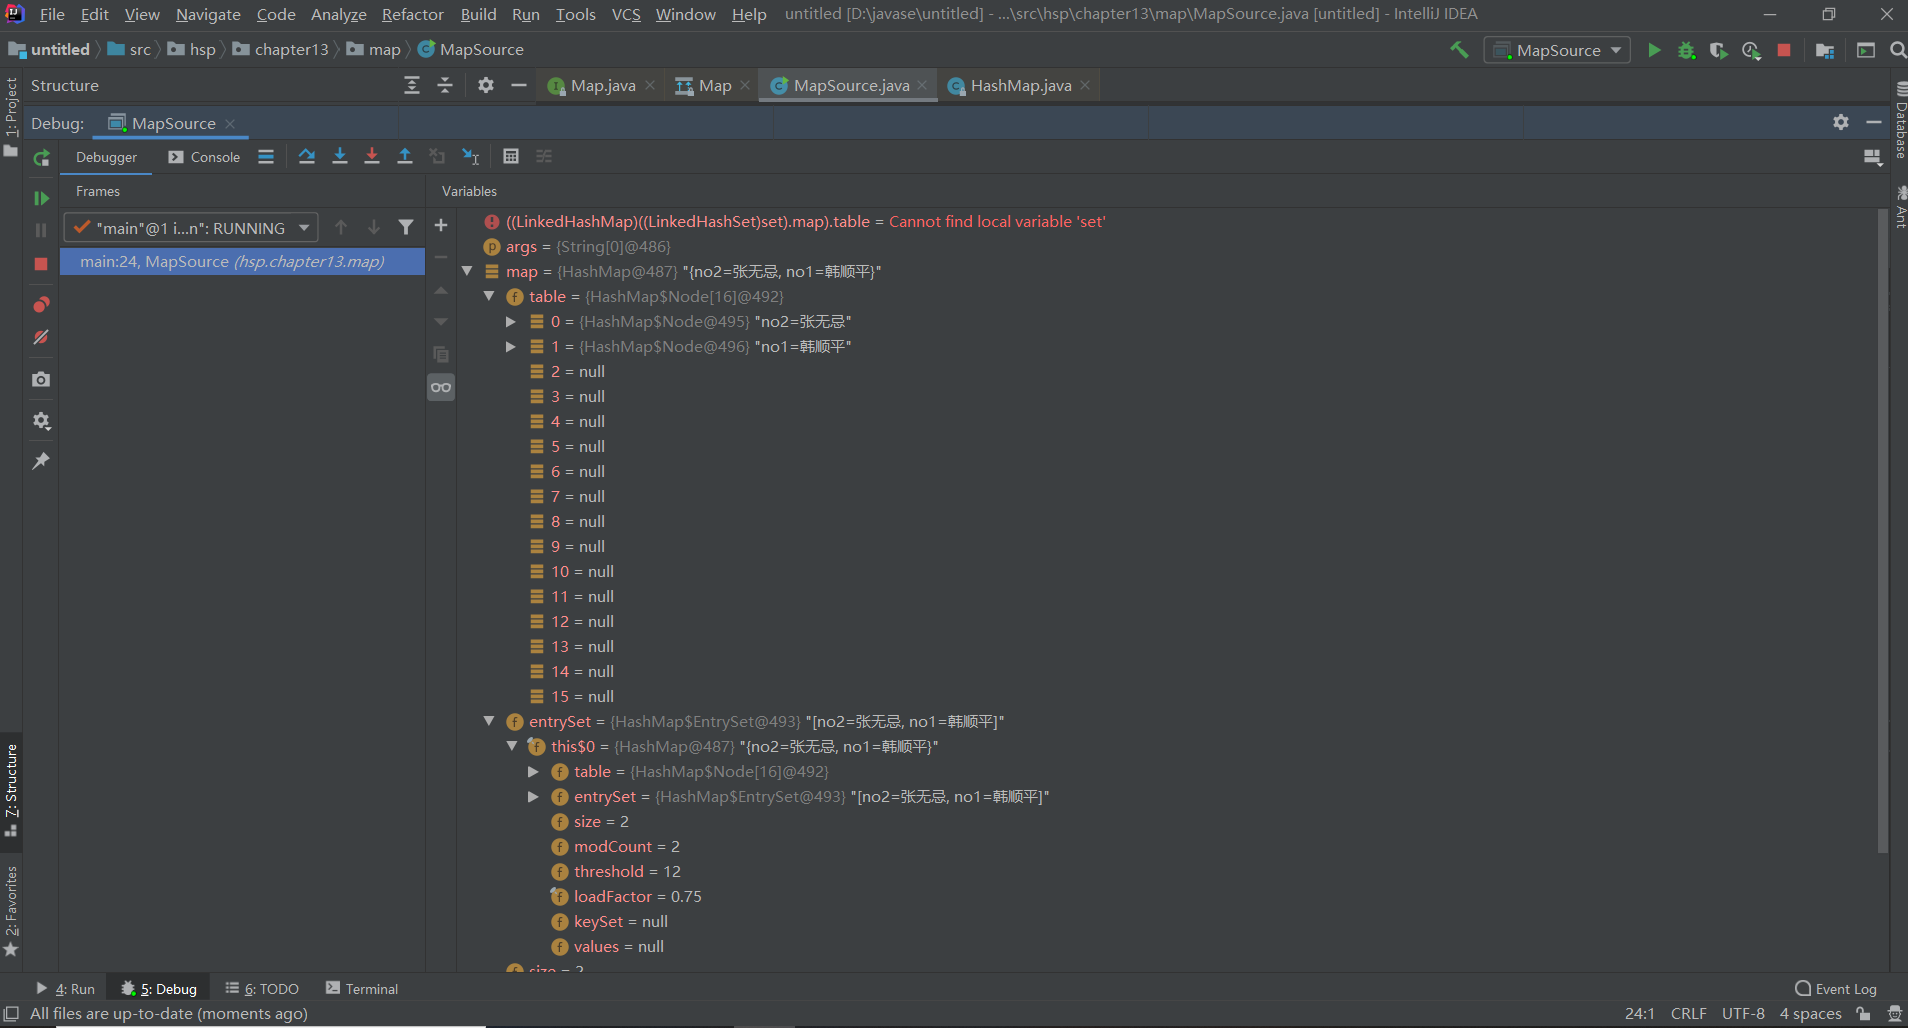 File Edit View Navigate Code Analyze Refactor Build Run Tools VCS Window Help untitled [D:\javase\untitled] - ...\src\hsp\chapter13\map\MapSource.java [untitled] - IntelliJ IDEA
untitled src hsp chapter13 map MapSource MapSource
Structure Map.java Map MapSource.java HashMap.java
Debug: MapSource
Debugger Console
Frames Variables
"main"@1 i...n": RUNNING
main:24, MapSource (hsp.chapter13.map)
((LinkedHashMap)((LinkedHashSet)set).map).table = Cannot find local variable 'set'
args = {String[0]@486}
map = {HashMap@487} "{no2=张无忌, no1=韩顺平}"
table = {HashMap$Node[16]@492}
0 = {HashMap$Node@495} "no2=张无忌"
1 = {HashMap$Node@496} "no1=韩顺平"
2 = null
3 = null
4 = null
5 = null
6 = null
7 = null
8 = null
9 = null
10 = null
11 = null
12 = null
13 = null
14 = null
15 = null
entrySet = {HashMap$EntrySet@493} "[no2=张无忌, no1=韩顺平]"
this$0 = {HashMap@487} "{no2=张无忌, no1=韩顺平}"
table = {HashMap$Node[16]@492}
entrySet = {HashMap$EntrySet@493} "[no2=张无忌, no1=韩顺平]"
size = 2
modCount = 2
threshold = 12
loadFactor = 0.75
keySet = null
values = null
size = 2
1: Project
7: Structure
2: Favorites
Database
Ant
4: Run 5: Debug 6: TODO Terminal Event Log
All files are up-to-date (moments ago) 24:1 CRLF UTF-8 4 spaces